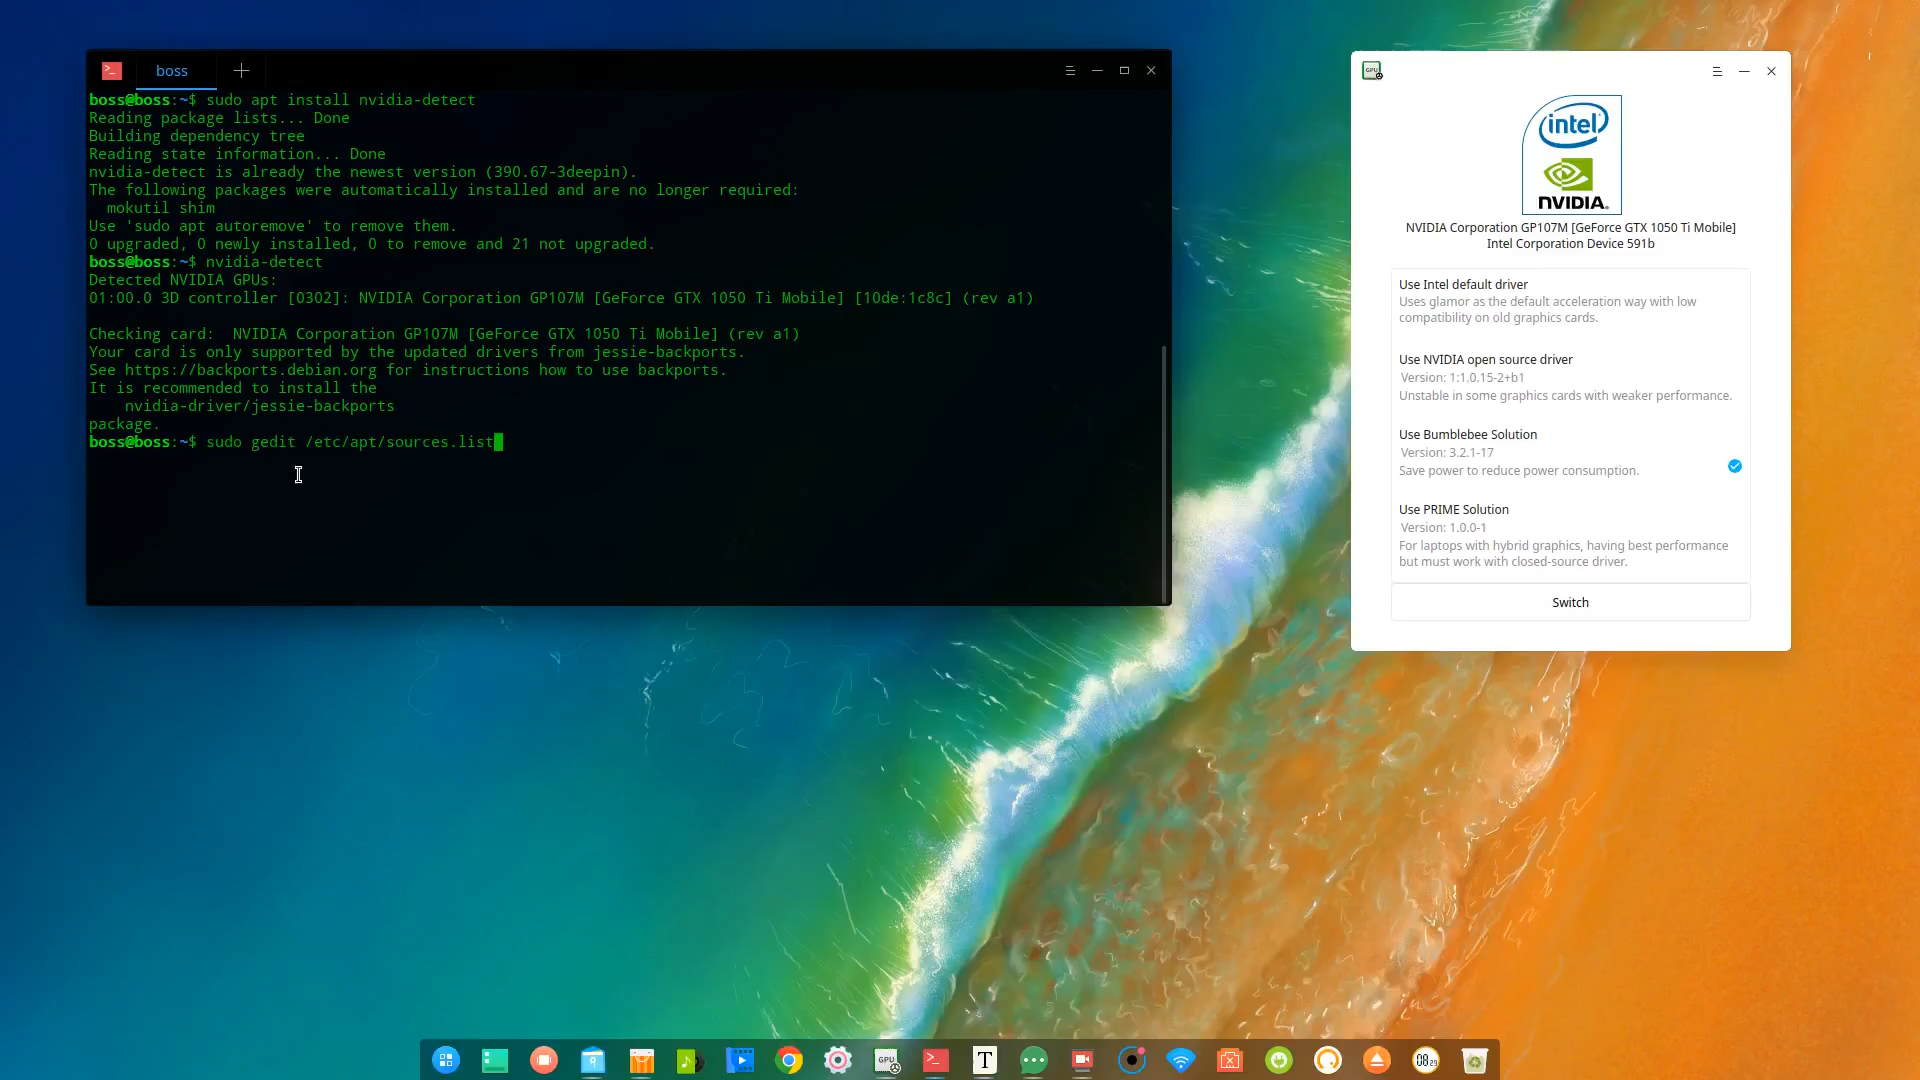 boss
boss@boss:~$ sudo apt install nvidia-detect
Reading package lists... Done
Building dependency tree
Reading state information... Done
nvidia-detect is already the newest version (390.67-3deepin).
The following packages were automatically installed and are no longer required:
mokutil shim
Use 'sudo apt autoremove' to remove them.
0 upgraded, 0 newly installed, 0 to remove and 21 not upgraded.
boss@boss:~$ nvidia-detect
Detected NVIDIA GPUs:
01:00.0 3D controller [0302]: NVIDIA Corporation GP107M [GeForce GTX 1050 Ti Mobile] [10de:1c8c] (rev a1)
Checking card:  NVIDIA Corporation GP107M [GeForce GTX 1050 Ti Mobile] (rev a1)
Your card is only supported by the updated drivers from jessie-backports.
See https://backports.debian.org for instructions how to use backports.
It is recommended to install the
nvidia-driver/jessie-backports
package.
boss@boss:~$ sudo gedit /etc/apt/sources.list
GPU
intel
NVIDIA.
NVIDIA Corporation GP107M [GeForce GTX 1050 Ti Mobile]
Intel Corporation Device 591b
Use Intel default driver
Uses glamor as the default acceleration way with low
compatibility on old graphics cards.
Use NVIDIA open source driver
Version: 1:1.0.15-2+b1
Unstable in some graphics cards with weaker performance.
Use Bumblebee Solution
Version: 3.2.1-17
Save power to reduce power consumption.
Use PRIME Solution
Version: 1.0.0-1
For laptops with hybrid graphics, having best performance
but must work with closed-source driver.
Switch
GPU
T
08 29